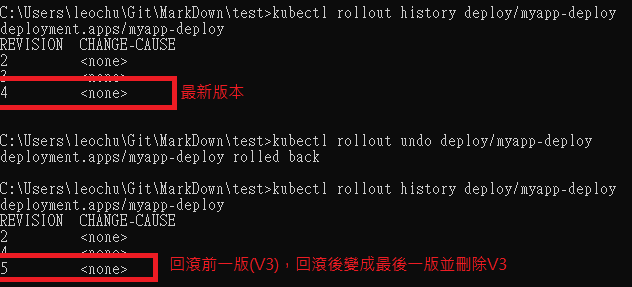 C:\Users\leochu\Git\MarkDown\test>kubectl rollout history deploy/myapp-deploy
deployment.apps/myapp-deploy
REVISION  CHANGE-CAUSE
2         <none>
3         <none>
4         <none>
最新版本
C:\Users\leochu\Git\MarkDown\test>kubectl rollout undo deploy/myapp-deploy
deployment.apps/myapp-deploy rolled back
C:\Users\leochu\Git\MarkDown\test>kubectl rollout history deploy/myapp-deploy
deployment.apps/myapp-deploy
REVISION  CHANGE-CAUSE
2         <none>
4         <none>
5         <none>
回滾前一版(V3)，回滾後變成最後一版並刪除V3